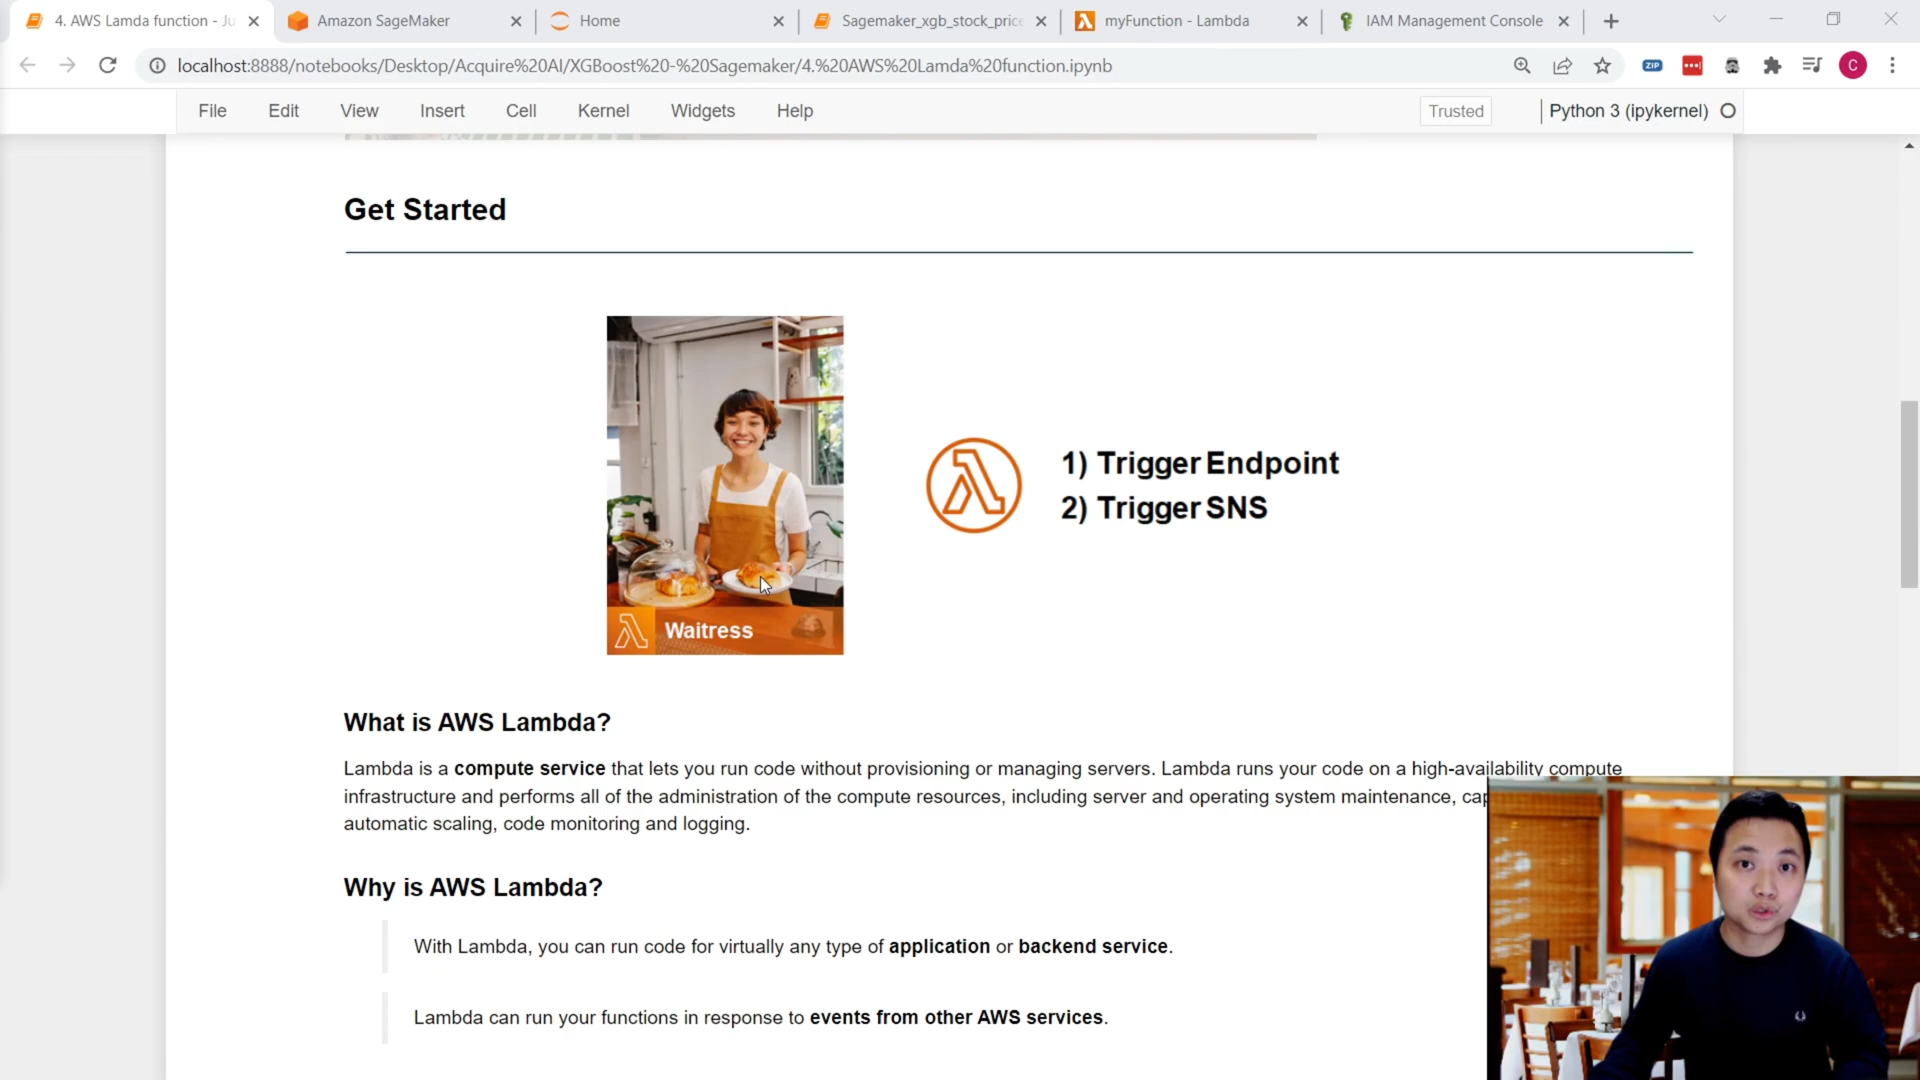 4. AWS Lamda function - Ju
Amazon SageMaker
Home
Sagemaker_xgb_stock_price
myFunction - Lambda
IAM Management Console
localhost:8888/notebooks/Desktop/Acquire%20AI/XGBoost%20-%20Sagemaker/4.%20AWS%20Lamda%20function.ipynb
ZIP
C
File Edit View Insert Cell Kernel Widgets Help
Trusted
Python 3 (ipykernel)
Get Started
1) Trigger Endpoint
2) Trigger SNS
Waitress
What is AWS Lambda?
Lambda is a compute service that lets you run code without provisioning or managing servers. Lambda runs your code on a high-availability compute
infrastructure and performs all of the administration of the compute resources, including server and operating system maintenance,
automatic scaling, code monitoring and logging.
Why is AWS Lambda?
With Lambda, you can run code for virtually any type of application or backend service.
Lambda can run your functions in response to events from other AWS services.